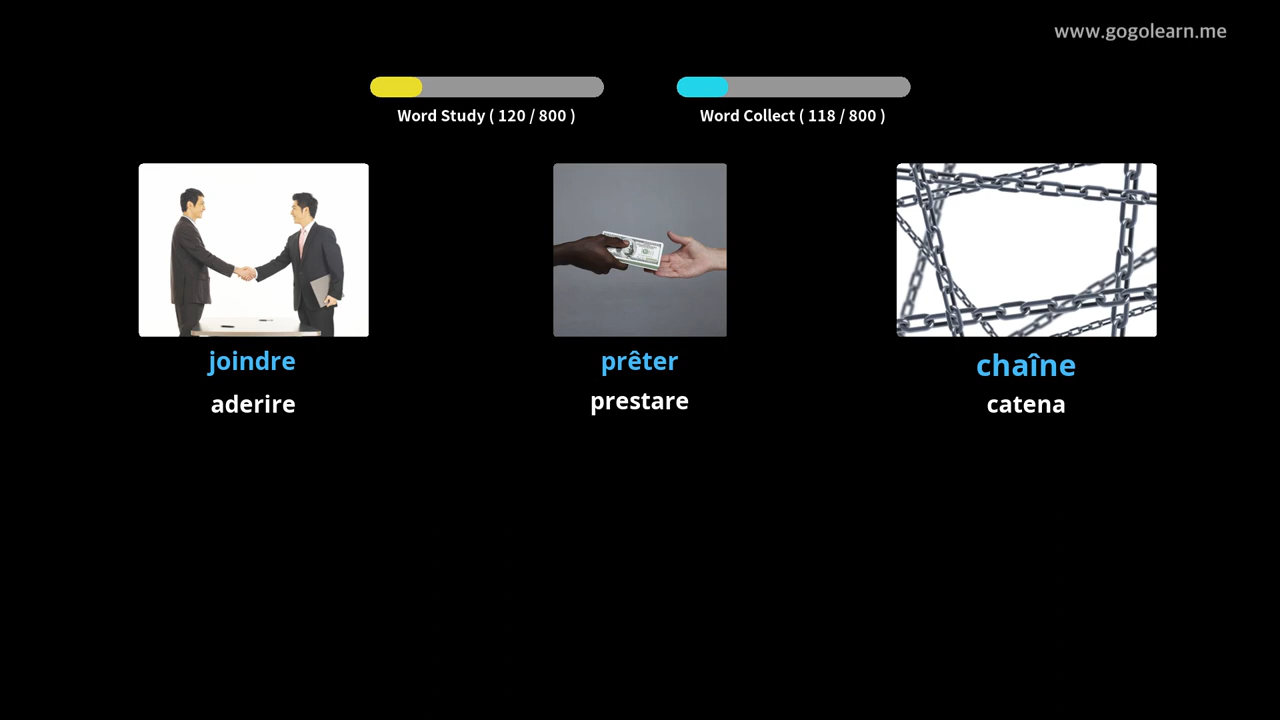 www.gogolearn.me
Word Study ( 120 / 800 )
Word Collect ( 118 / 800 )
joindre
aderire
prêter
prestare
chaîne
catena